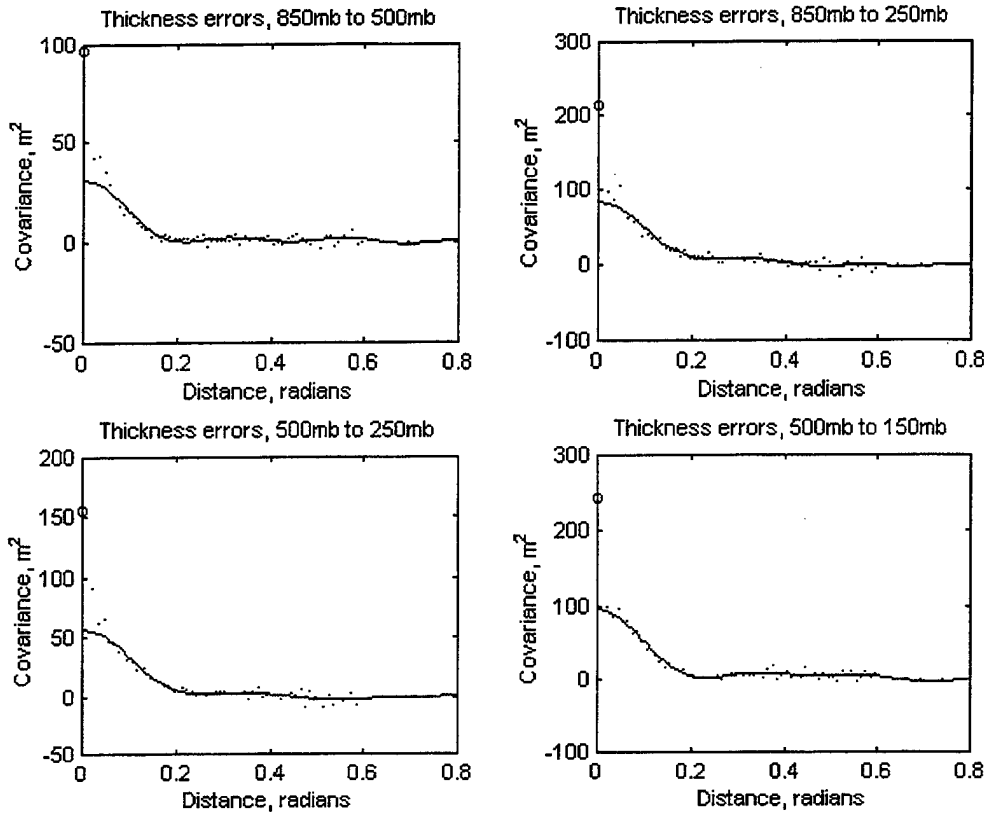 Thickness errors, 850mb to 500mb
100
50
0
-50
Covariance, m²
0 0.2 0.4 0.6 0.8
Distance, radians
Thickness errors, 850mb to 250mb
300
200
100
0
-100
Covariance, m²
0 0.2 0.4 0.6 0.8
Distance, radians
Thickness errors, 500mb to 250mb
200
150
100
50
0
-50
Covariance, m²
0 0.2 0.4 0.6 0.8
Distance, radians
Thickness errors, 500mb to 150mb
300
200
100
0
-100
Covariance, m²
0 0.2 0.4 0.6 0.8
Distance, radians